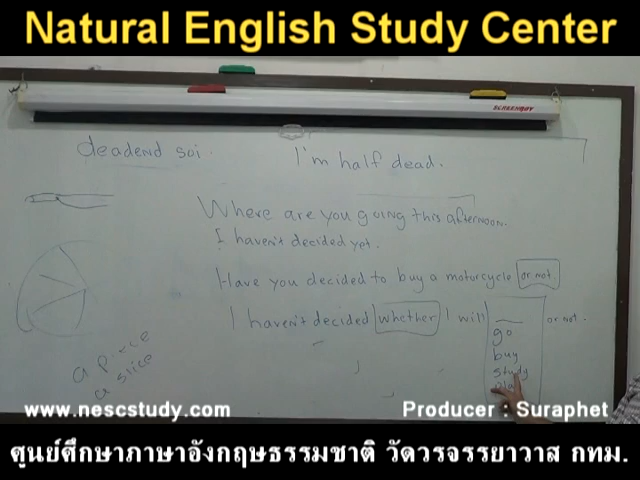 Natural English Study Center
SCREENBOY
deadend soi.
I'm half dead.
Where are you going this afternoon.
I haven't decided yet.
Have you decided to buy a motorcycle or not.
I haven't decided whether I will or not.
go
buy
study
a piece
a slice
www.nescstudy.com
Producer : Suraphet
ศูนย์ศึกษาภาษาอังกฤษธรรมชาติ วัดวรจรรยาวาส กทม.